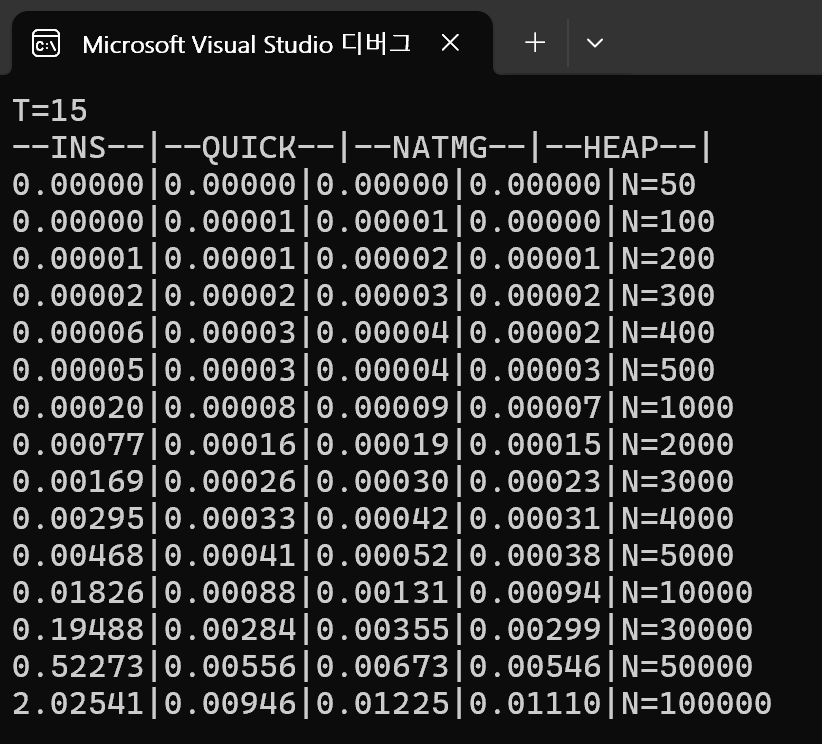 Microsoft Visual Studio 디버그
T=15
--INS--|--QUICK--|--NATMG--|--HEAP--|
0.00000|0.00000|0.00000|0.00000|N=50
0.00000|0.00001|0.00001|0.00000|N=100
0.00001|0.00001|0.00002|0.00001|N=200
0.00002|0.00002|0.00003|0.00002|N=300
0.00006|0.00003|0.00004|0.00002|N=400
0.00005|0.00003|0.00004|0.00003|N=500
0.00020|0.00008|0.00009|0.00007|N=1000
0.00077|0.00016|0.00019|0.00015|N=2000
0.00169|0.00026|0.00030|0.00023|N=3000
0.00295|0.00033|0.00042|0.00031|N=4000
0.00468|0.00041|0.00052|0.00038|N=5000
0.01826|0.00088|0.00131|0.00094|N=10000
0.19488|0.00284|0.00355|0.00299|N=30000
0.52273|0.00556|0.00673|0.00546|N=50000
2.02541|0.00946|0.01225|0.01110|N=100000